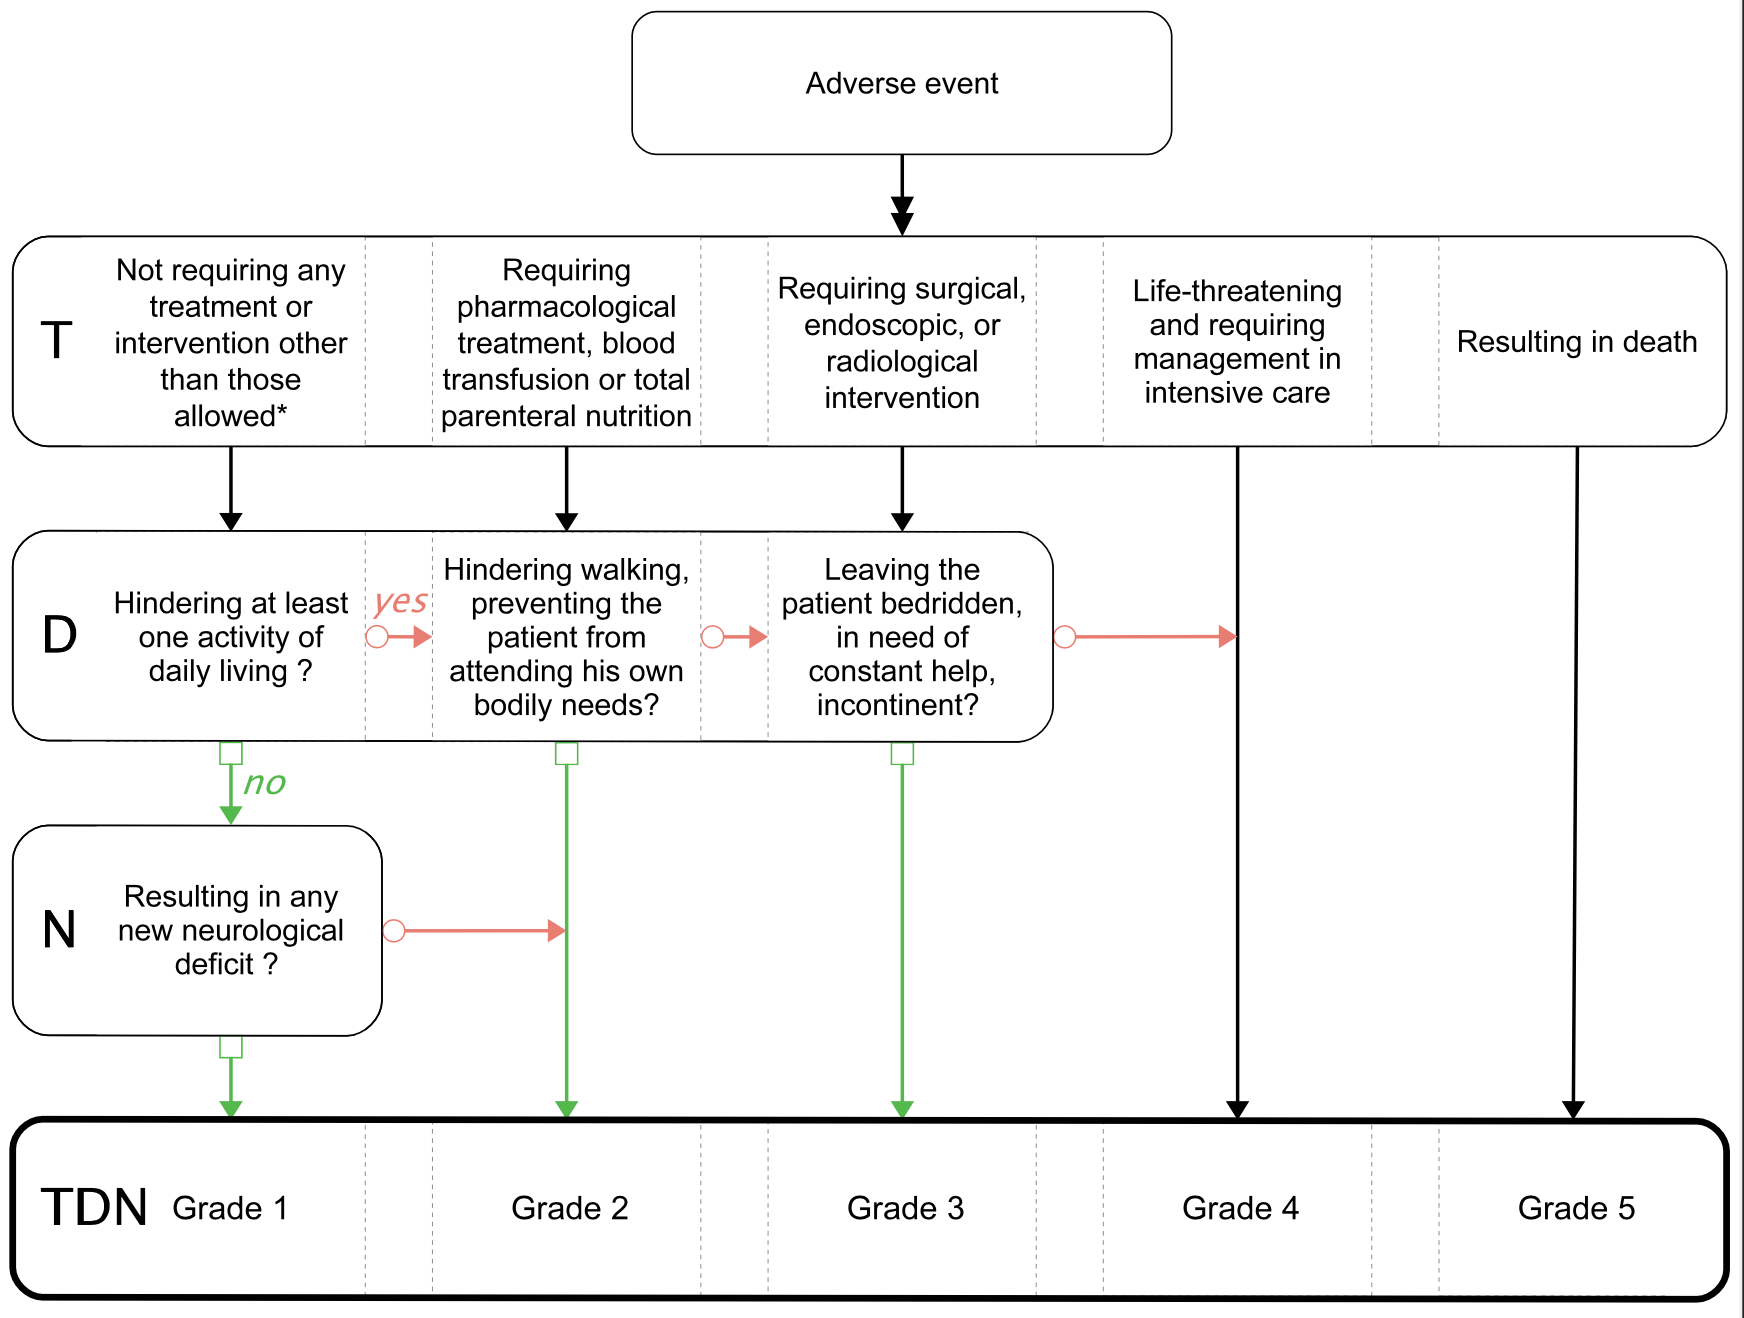 Adverse event
T
Not requiring any
treatment or
intervention other
than those
allowed*
Requiring
pharmacological
treatment, blood
transfusion or total
parenteral nutrition
Requiring surgical,
endoscopic, or
radiological
intervention
Life-threatening
and requiring
management in
intensive care
Resulting in death
D
Hindering at least
one activity of
daily living ?
yes
Hindering walking,
preventing the
patient from
attending his own
bodily needs?
Leaving the
patient bedridden,
in need of
constant help,
incontinent?
no
N
Resulting in any
new neurological
deficit ?
TDN
Grade 1
Grade 2
Grade 3
Grade 4
Grade 5